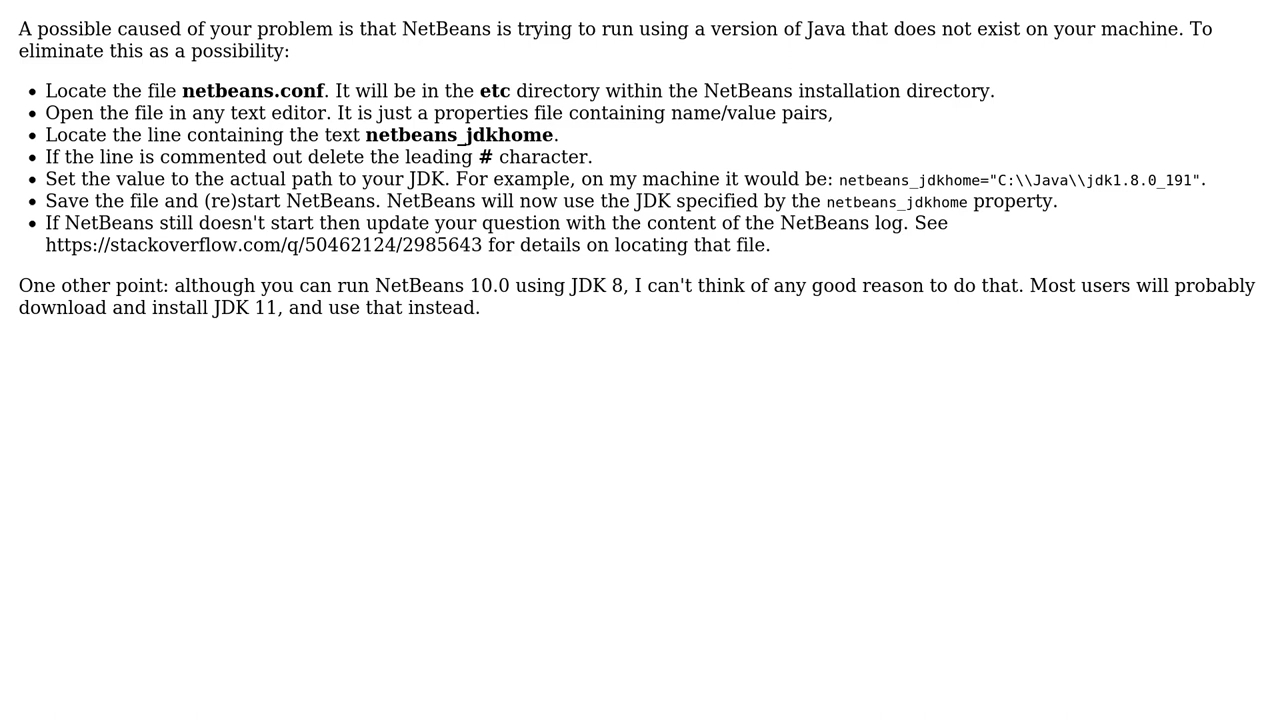 A possible caused of your problem is that NetBeans is trying to run using a version of Java that does not exist on your machine. To
eliminate this as a possibility:
• Locate the file netbeans.conf. It will be in the etc directory within the NetBeans installation directory.
• Open the file in any text editor. It is just a properties file containing name/value pairs,
• Locate the line containing the text netbeans_jdkhome.
• If the line is commented out delete the leading # character.
• Set the value to the actual path to your JDK. For example, on my machine it would be: netbeans_jdkhome="C:\\Java\\jdk1.8.0_191".
• Save the file and (re)start NetBeans. NetBeans will now use the JDK specified by the netbeans_jdkhome property.
• If NetBeans still doesn't start then update your question with the content of the NetBeans log. See
https://stackoverflow.com/q/50462124/2985643 for details on locating that file.
One other point: although you can run NetBeans 10.0 using JDK 8, I can't think of any good reason to do that. Most users will probably
download and install JDK 11, and use that instead.